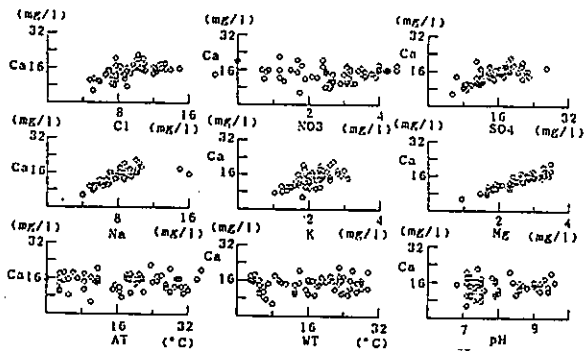 (mg/l) (mg/l) (mg/l)
32 32 32
Ca16 Ca 16 Ca 16
8 16 2 4 16 32
Cl (mg/l) NO3 (mg/l) SO4 (mg/l)
32 32 32
Ca16 Ca 16 Ca 16
8 16 2 4 2 4
Na (mg/l) K (mg/l) Mg (mg/l)
(mg/l) (mg/l) (mg/l)
32 32 32
Ca16 Ca 16 Ca 16
16 32 16 32 7 9
AT (°C) WT (°C) pH